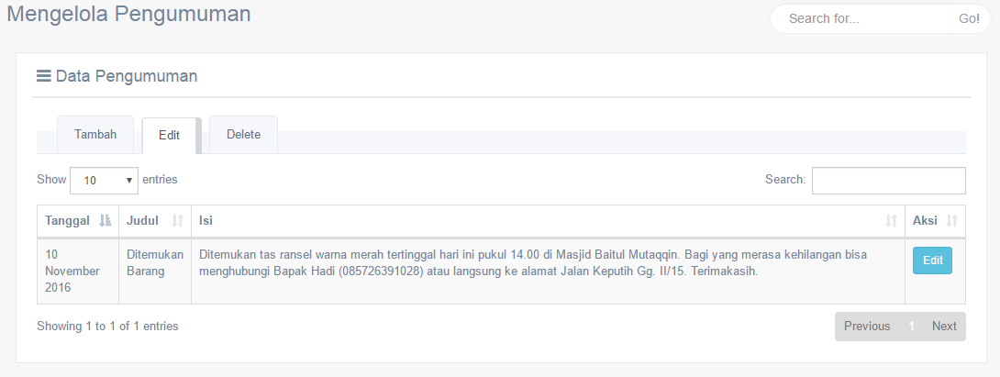 Mengelola Pengumuman
Search for... Go!
Data Pengumuman
Tambah Edit Delete
Show 10 entries Search:
Tanggal Judul Isi Aksi
10 Ditemukan Ditemukan tas ransel warna merah tertinggal hari ini pukul 14.00 di Masjid Baitul Mutaqqin. Bagi yang merasa kehilangan bisa Edit
November Barang menghubungi Bapak Hadi (085726391028) atau langsung ke alamat Jalan Keputih Gg. II/15. Terimakasih.
2016
Showing 1 to 1 of 1 entries Previous 1 Next